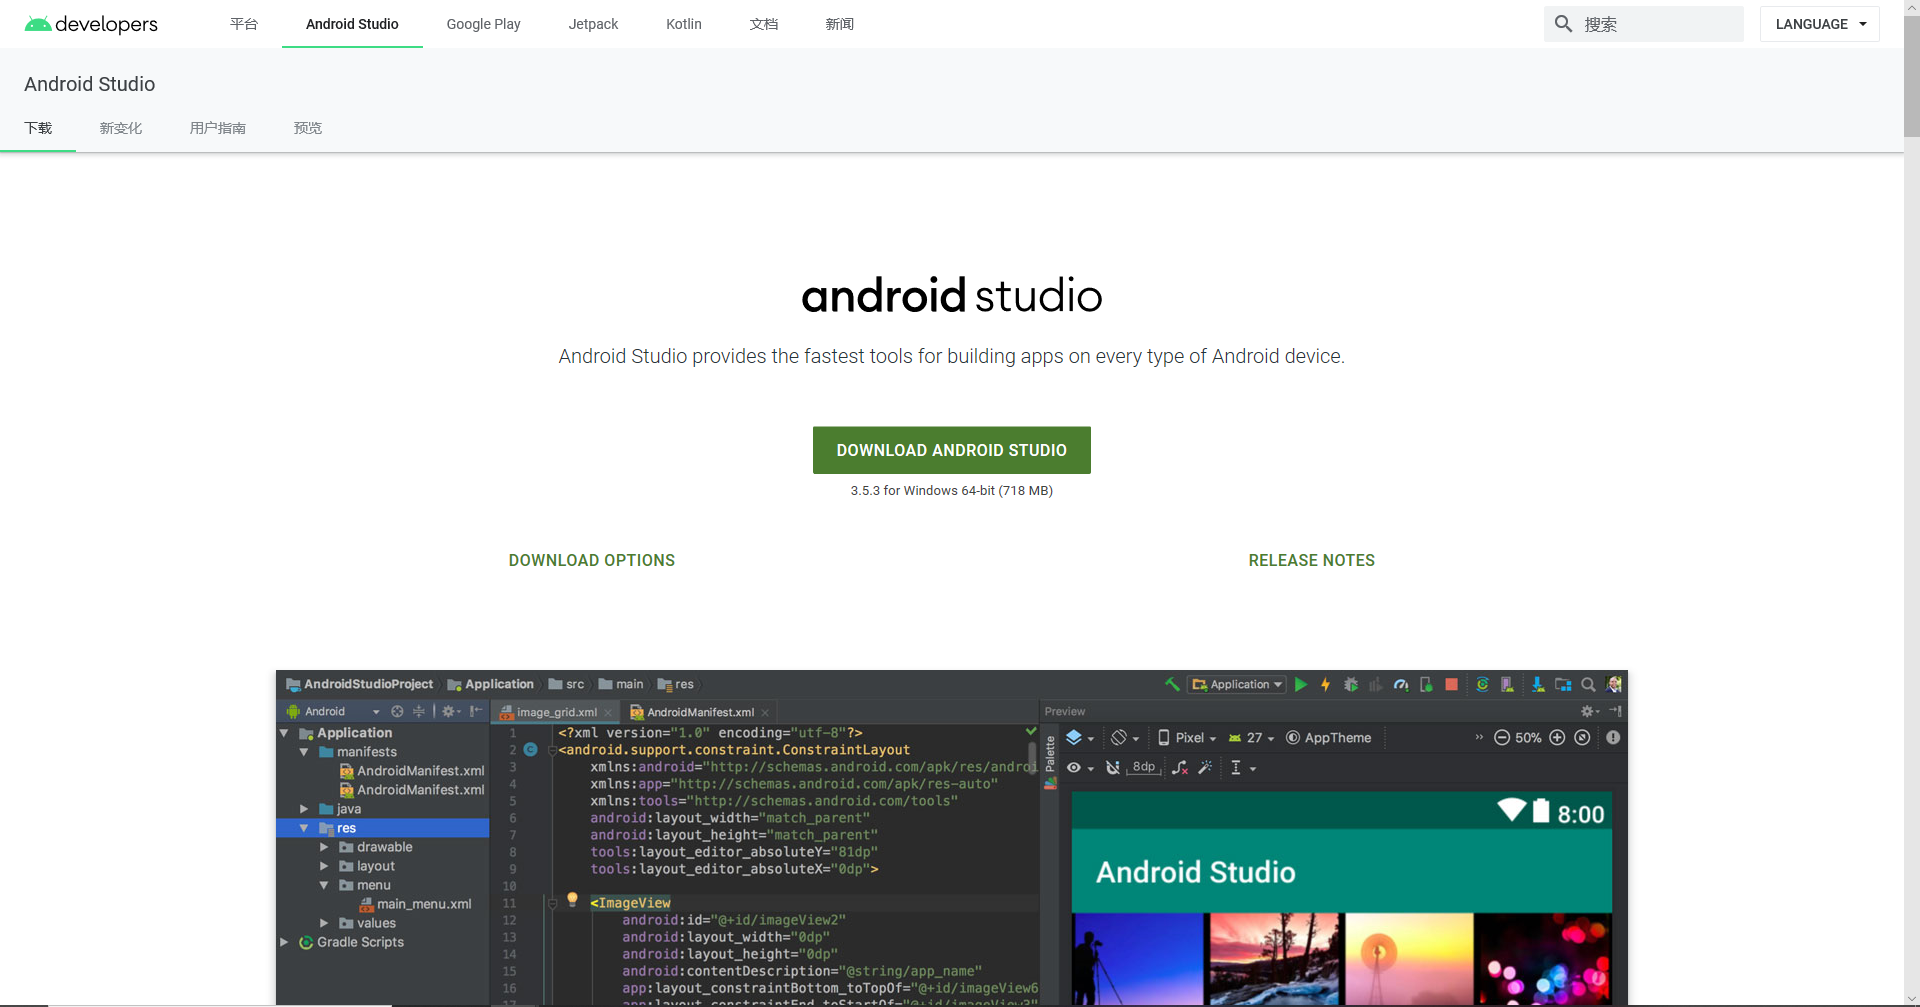 developers 平台 Android Studio Google Play Jetpack Kotlin 文档 新闻 搜索 LANGUAGE
Android Studio
下载 新变化 用户指南 预览
android studio
Android Studio provides the fastest tools for building apps on every type of Android device.
DOWNLOAD ANDROID STUDIO
3.5.3 for Windows 64-bit (718 MB)
DOWNLOAD OPTIONS RELEASE NOTES
AndroidStudioProject Application src main res Application
Android image_grid.xml AndroidManifest.xml Preview
Application
manifests
AndroidManifest.xml
AndroidManifest.xml
java
res
drawable
layout
menu
main_menu.xml
values
Gradle Scripts
1 <?xml version="1.0" encoding="utf-8"?>
2 <android.support.constraint.ConstraintLayout
3 xmlns:android="http://schemas.android.com/apk/res/androi
4 xmlns:app="http://schemas.android.com/apk/res-auto"
5 xmlns:tools="http://schemas.android.com/tools"
6 android:layout_width="match_parent"
7 android:layout_height="match_parent"
8 tools:layout_editor_absoluteY="81dp"
9 tools:layout_editor_absoluteX="0dp">
10
11 <ImageView
12 android:id="@+id/imageView2"
13 android:layout_width="0dp"
14 android:layout_height="0dp"
15 android:contentDescription="@string/app_name"
16 app:layout_constraintBottom_toTopOf="@+id/imageView6
17 app:layout_constraintEnd_toStartOf="@+id/imageView3"
Palette
Pixel 27 AppTheme 50%
8dp
8:00
Android Studio